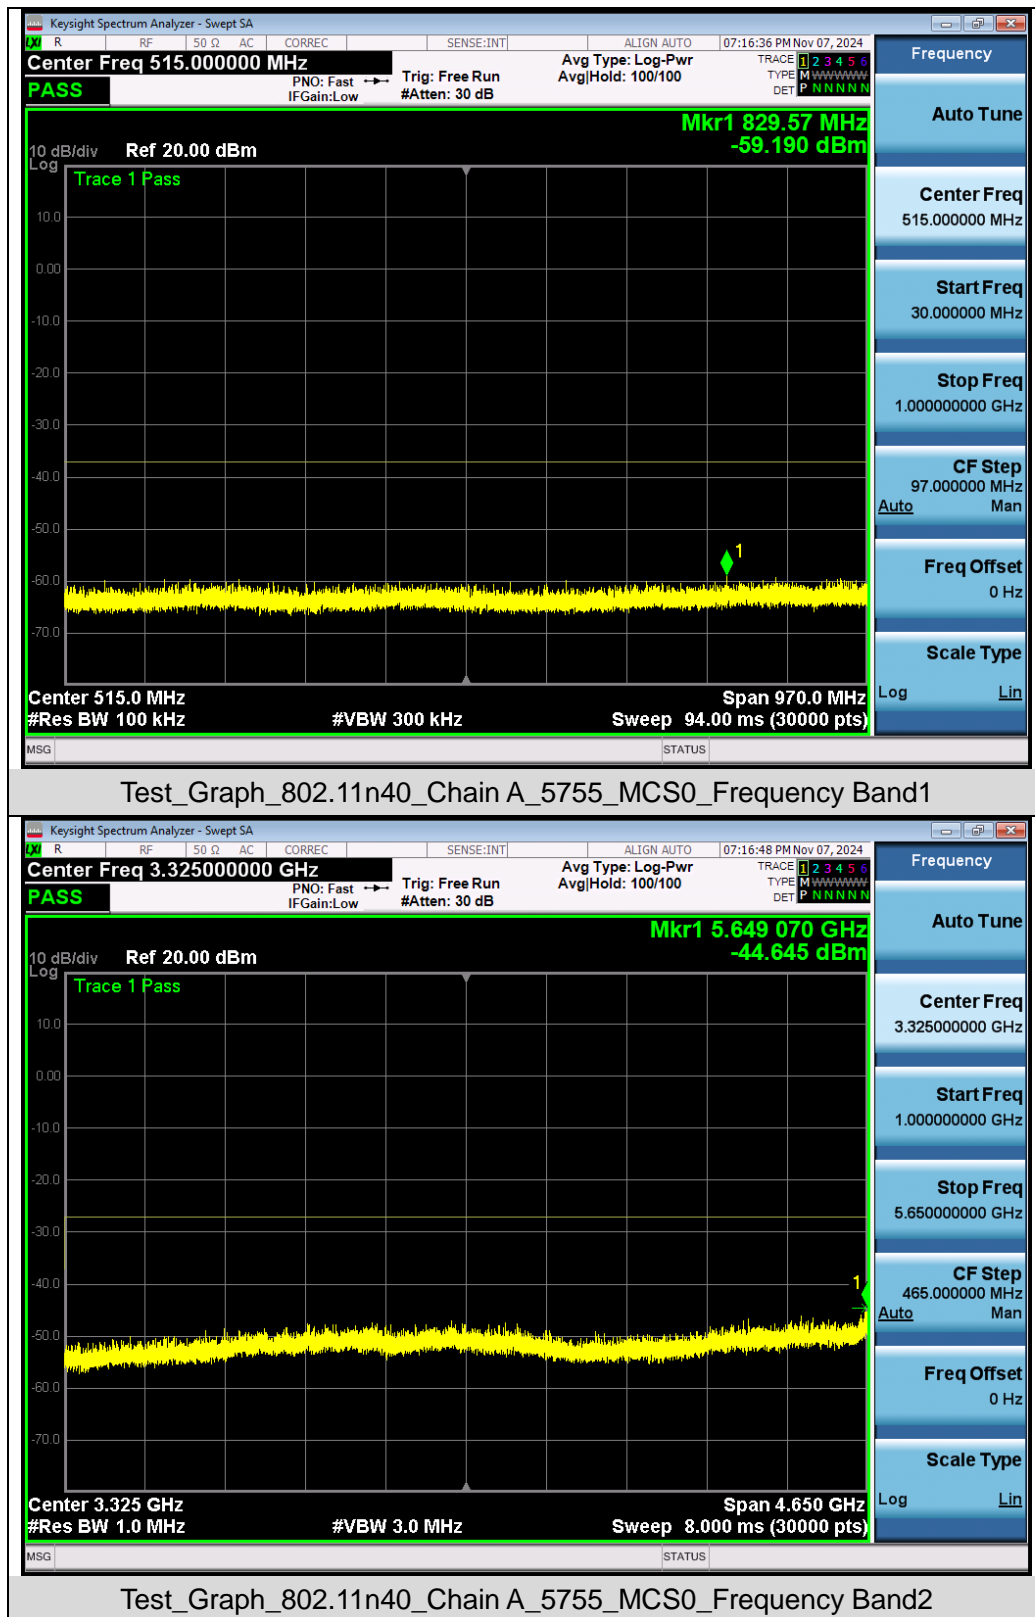 Keysight Spectrum Analyzer - Swept SA
LXI R RF 50 Ω AC CORREC SENSE:INT ALIGN AUTO 07:16:36 PM Nov 07, 2024
Center Freq 515.000000 MHz
PASS
PNO: Fast
IFGain:Low
Trig: Free Run
#Atten: 30 dB
Avg Type: Log-Pwr
Avg|Hold: 100/100
TRACE 1 2 3 4 5 6
TYPE M WWWWW
DET P N N N N N
Mkr1 829.57 MHz
-59.190 dBm
10 dB/div Ref 20.00 dBm
Log
Trace 1 Pass
10.0
0.00
-10.0
-20.0
-30.0
-40.0
-50.0
1
-60.0
-70.0
Center 515.0 MHz Span 970.0 MHz
#Res BW 100 kHz #VBW 300 kHz Sweep 94.00 ms (30000 pts)
MSG STATUS
Frequency
Auto Tune
Center Freq
515.000000 MHz
Start Freq
30.000000 MHz
Stop Freq
1.000000000 GHz
CF Step
97.000000 MHz
Auto Man
Freq Offset
0 Hz
Scale Type
Log Lin
Test_Graph_802.11n40_Chain A_5755_MCS0_Frequency Band1
Keysight Spectrum Analyzer - Swept SA
LXI R RF 50 Ω AC CORREC SENSE:INT ALIGN AUTO 07:16:48 PM Nov 07, 2024
Center Freq 3.325000000 GHz
PASS
PNO: Fast
IFGain:Low
Trig: Free Run
#Atten: 30 dB
Avg Type: Log-Pwr
Avg|Hold: 100/100
TRACE 1 2 3 4 5 6
TYPE M WWWWW
DET P N N N N N
Mkr1 5.649 070 GHz
-44.645 dBm
10 dB/div Ref 20.00 dBm
Log
Trace 1 Pass
10.0
0.00
-10.0
-20.0
-30.0
-40.0
1
-50.0
-60.0
-70.0
Center 3.325 GHz Span 4.650 GHz
#Res BW 1.0 MHz #VBW 3.0 MHz Sweep 8.000 ms (30000 pts)
MSG STATUS
Frequency
Auto Tune
Center Freq
3.325000000 GHz
Start Freq
1.000000000 GHz
Stop Freq
5.650000000 GHz
CF Step
465.000000 MHz
Auto Man
Freq Offset
0 Hz
Scale Type
Log Lin
Test_Graph_802.11n40_Chain A_5755_MCS0_Frequency Band2